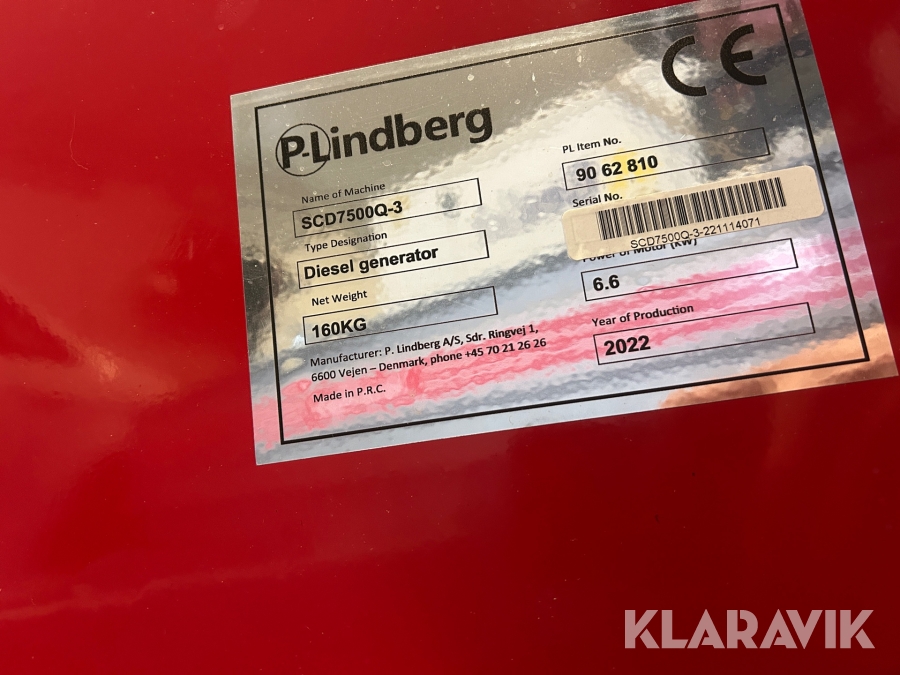 P-Lindberg
CE
Name of Machine
SCD7500Q-3
Type Designation
Diesel generator
Net Weight
160KG
PL Item No.
90 62 810
Serial No.
SCD7500Q-3-221114071
Power of Motor (KW)
6.6
Year of Production
2022
Manufacturer: P. Lindberg A/S, Sdr. Ringvej 1,
6600 Vejen – Denmark, phone +45 70 21 26 26
Made in P.R.C.
KLARAVIK